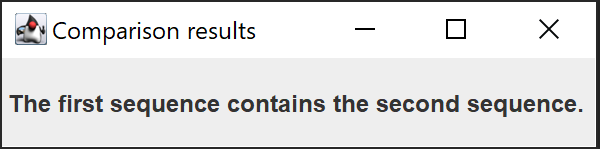 Comparison results
The first sequence contains the second sequence.